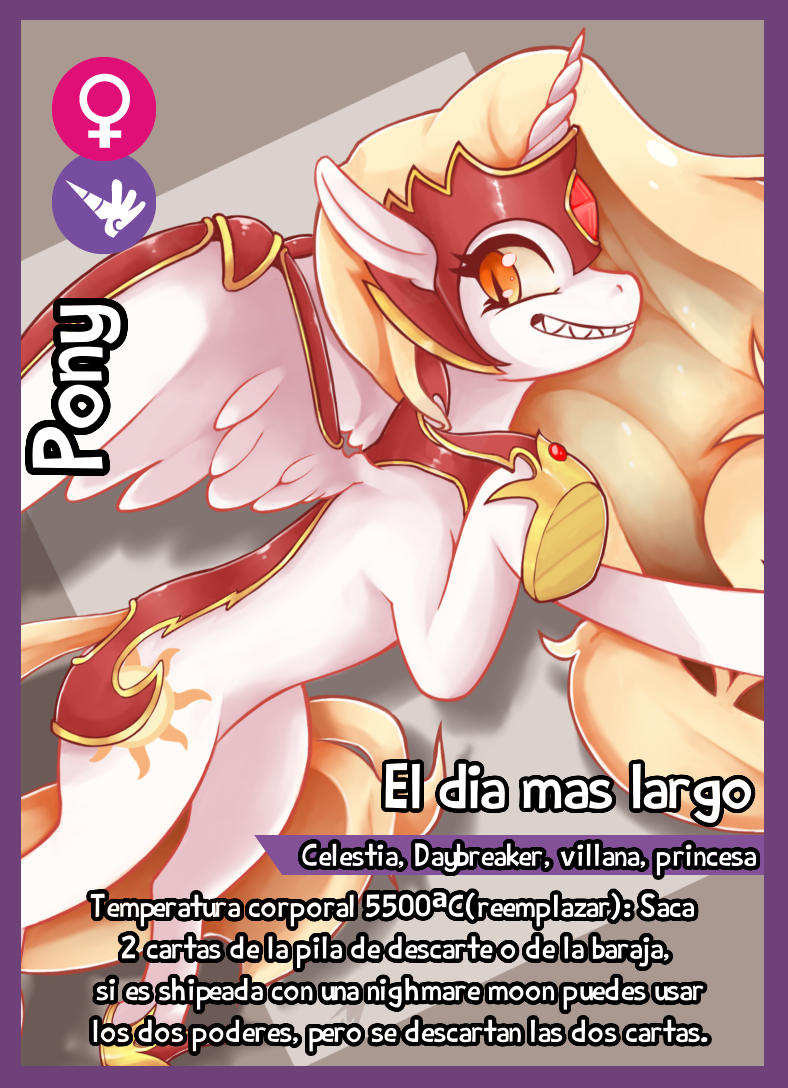 Pony
El dia mas largo
Celestia, Daybreaker, villana, princesa
Temperatura corporal 5500ªC(reemplazar): Saca
2 cartas de la pila de descarte o de la baraja,
si es shipeada con una nighmare moon puedes usar
los dos poderes, pero se descartan las dos cartas.